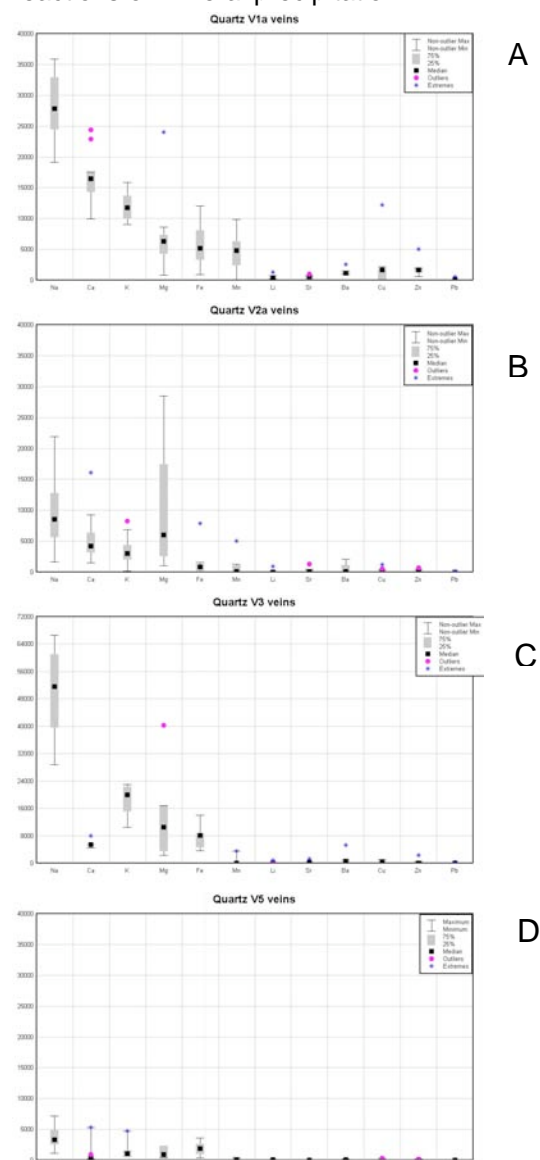 Quartz V1a veins
A
40000
35000
30000
25000
20000
15000
10000
5000
0
Non-outlier Max
Non-outlier Min
75%
25%
Median
Outliers
Extremes
Na Ca K Mg Fe Mn Li Sr Ba Cu Zn Pb
Quartz V2a veins
B
40000
35000
30000
25000
20000
15000
10000
5000
0
Non-outlier Max
Non-outlier Min
75%
25%
Median
Outliers
Extremes
Na Ca K Mg Fe Mn Li Sr Ba Cu Zn Pb
Quartz V3 veins
C
72000
64000
56000
48000
40000
32000
24000
16000
8000
0
Non-outlier Max
Non-outlier Min
75%
25%
Median
Outliers
Extremes
Na Ca K Mg Fe Mn Li Sr Ba Cu Zn Pb
Quartz V5 veins
D
40000
35000
30000
25000
20000
15000
10000
5000
Maximum
Minimum
75%
25%
Median
Outliers
Extremes